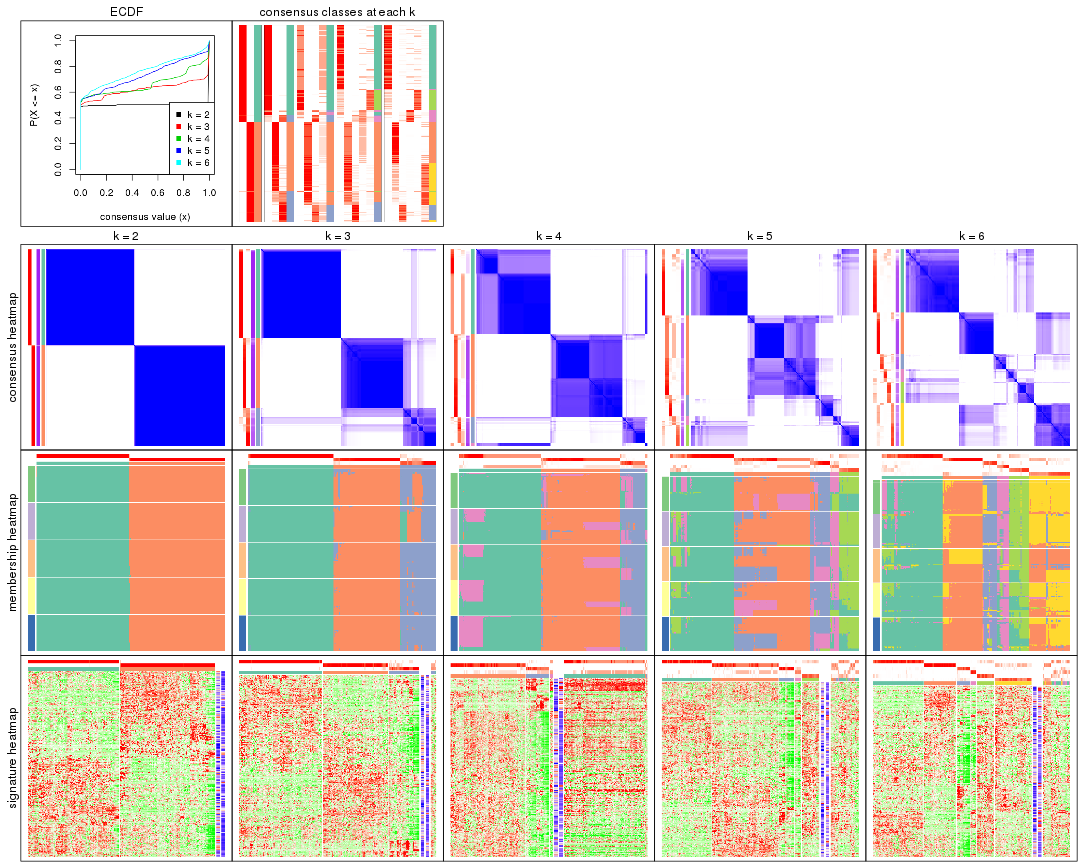 ECDF
consensus classes at each k
P(X <= x)
0.0
0.2
0.4
0.6
0.8
1.0
k = 2
k = 3
k = 4
k = 5
k = 6
0.0 0.2 0.4 0.6 0.8 1.0
consensus value (x)
k = 2
k = 3
k = 4
k = 5
k = 6
consensus heatmap
membership heatmap
signature heatmap